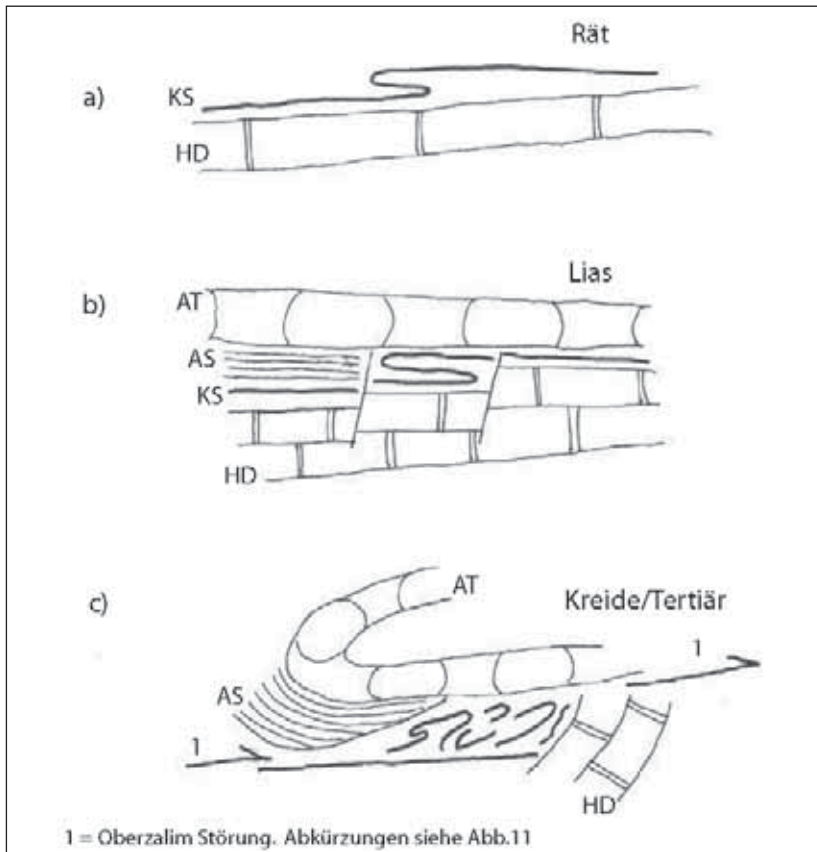 Rät
a)
KS
HD
Lias
b)
AT
AS
KS
HD
c)
AT
Kreide/Tertiär
1
AS
1
HD
1 = Oberzalim Störung. Abkürzungen siehe Abb.11